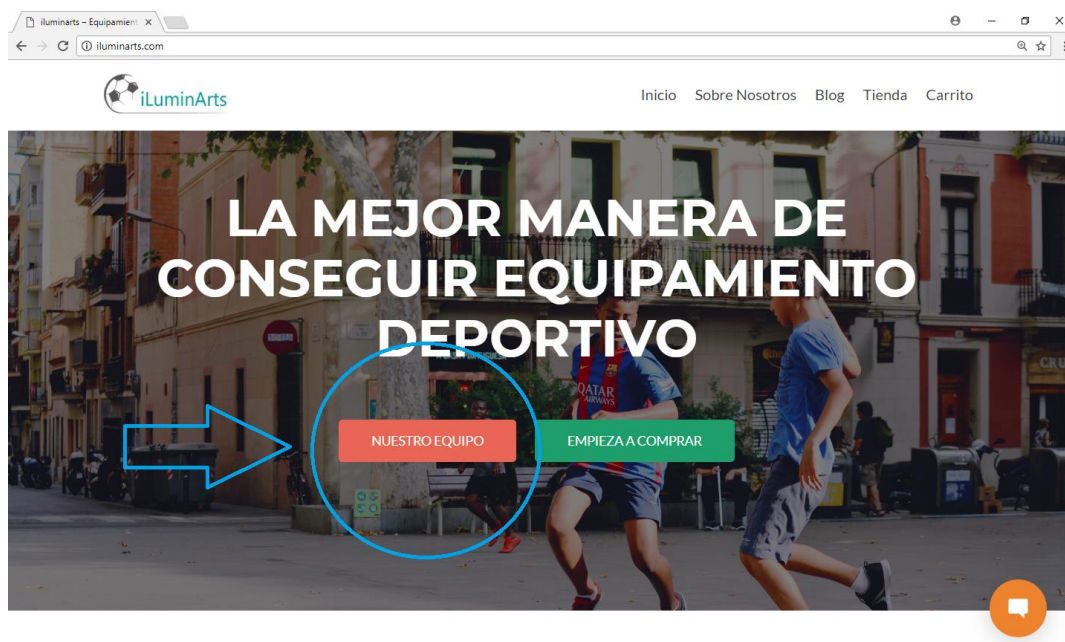 iluminarts – Equipamient
iluminarts.com
iLuminArts
Inicio Sobre Nosotros Blog Tienda Carrito
LA MEJOR MANERA DE
CONSEGUIR EQUIPAMIENTO
DEPORTIVO
QATAR
AIRWAYS
CRU
NUESTRO EQUIPO EMPIEZA A COMPRAR